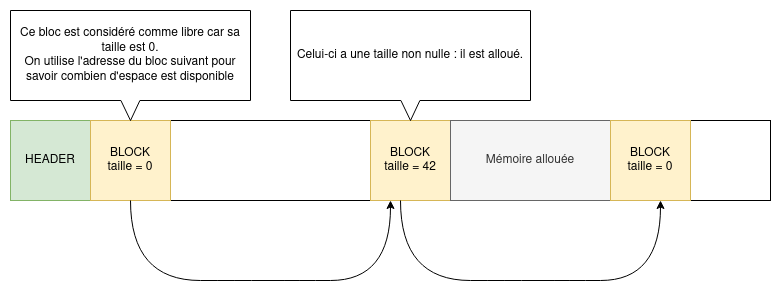 Ce bloc est considéré comme libre car sa
taille est 0.
On utilise l'adresse du bloc suivant pour
savoir combien d'espace est disponible
Celui-ci a une taille non nulle : il est alloué.
HEADER
BLOCK
taille = 0
BLOCK
taille = 42
Mémoire allouée
BLOCK
taille = 0